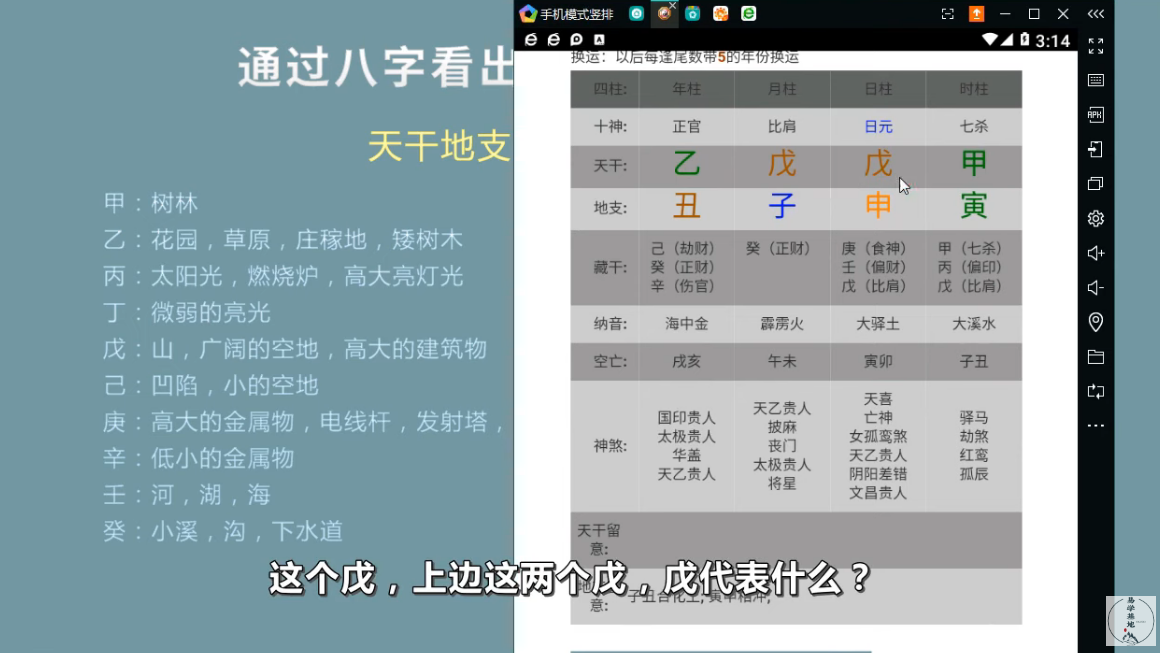 手机模式竖排
3:14
通过八字看出
天干地支
甲：树林
乙：花园，草原，庄稼地，矮树木
丙：太阳光，燃烧炉，高大亮灯光
丁：微弱的亮光
戊：山，广阔的空地，高大的建筑物
己：凹陷，小的空地
庚：高大的金属物，电线杆，发射塔，
辛：低小的金属物
壬：河，湖，海
癸：小溪，沟，下水道
换运：以后每逢尾数带5的年份换运
四柱: 年柱 月柱 日柱 时柱
十神: 正官 比肩 日元 七杀
天干: 乙 戊 戊 甲
地支: 丑 子 申 寅
藏干:
己（劫财） 癸（正财） 庚（食神） 甲（七杀）
癸（正财） 壬（偏财） 丙（偏印）
辛（伤官） 戊（比肩） 戊（比肩）
纳音: 海中金 霹雳火 大驿土 大溪水
空亡: 戌亥 午未 寅卯 子丑
神煞:
国印贵人
太极贵人
华盖
天乙贵人
天乙贵人
披麻
丧门
太极贵人
将星
天喜
亡神
女孤鸾煞
天乙贵人
阴阳差错
文昌贵人
驿马
劫煞
红鸾
孤辰
天干留
意:
意: 子丑合化土, 寅申相冲,
这个戊，上边这两个戊，戊代表什么？
易学基地